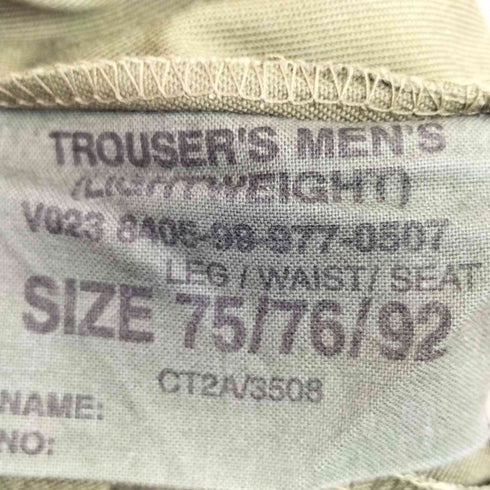 TROUSER'S MEN'S
(LIGHTWEIGHT)
V023 8405-99-977-0507
LEG / WAIST/ SEAT
SIZE 75/76/92
CT2A/3508
NAME:
NO: